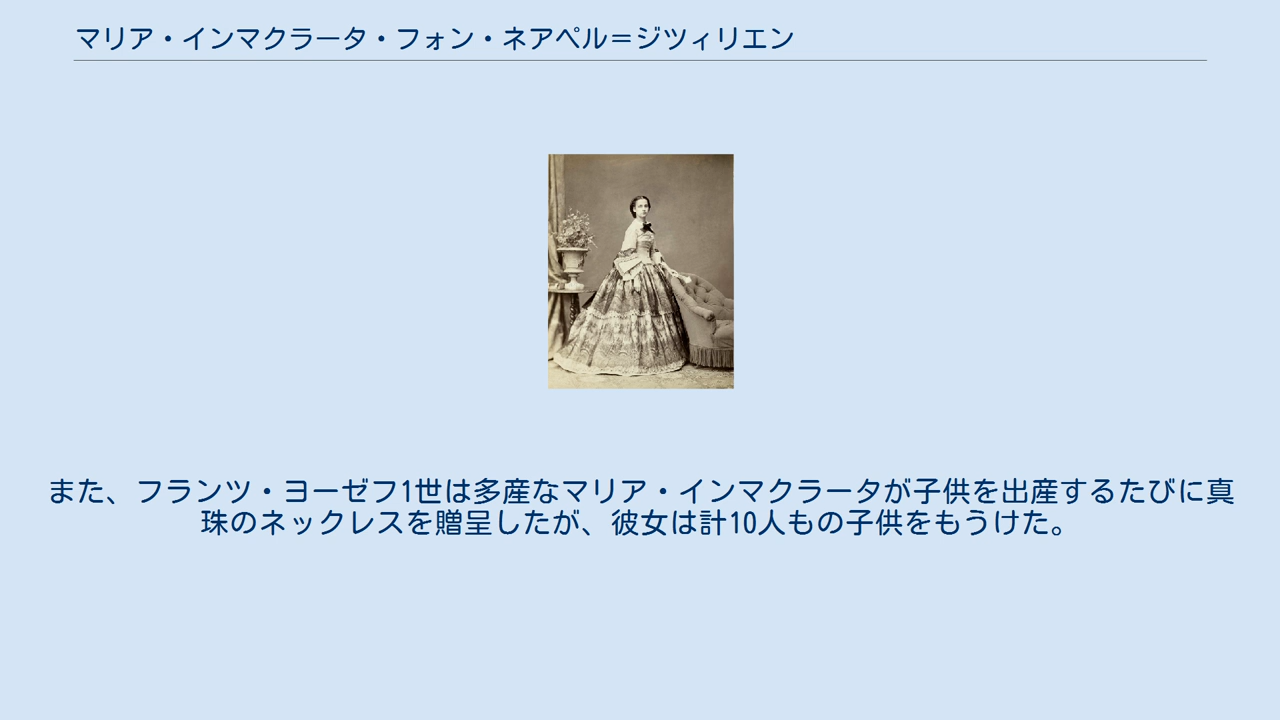 マリア・インマクラータ・フォン・ネアペル＝ジツィリエン
また、フランツ・ヨーゼフ1世は多産なマリア・インマクラータが子供を出産するたびに真
珠のネックレスを贈呈したが、彼女は計10人もの子供をもうけた。